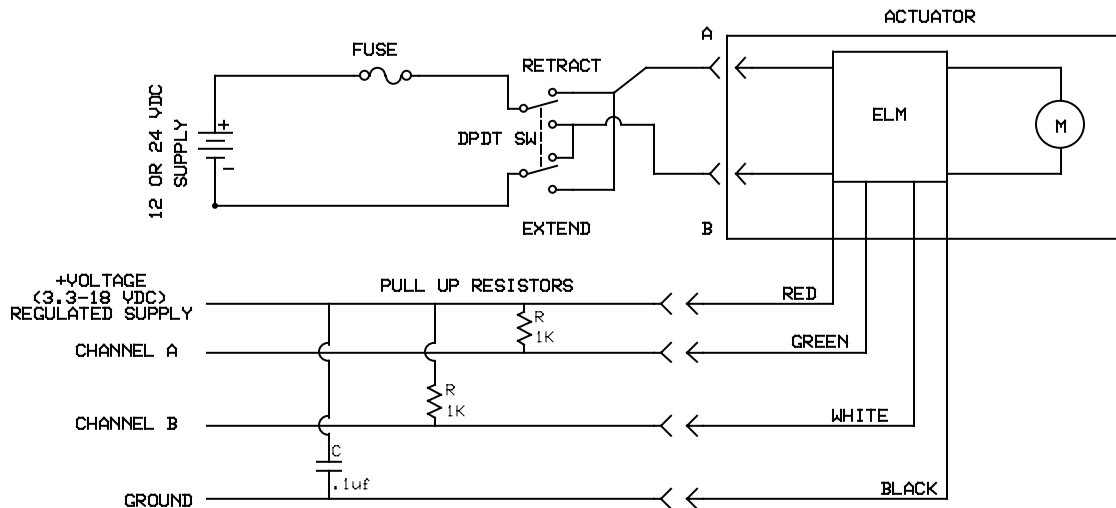 ACTUATOR
A
FUSE
RETRACT
12 OR 24 VDC
SUPPLY
+
-
DPDT SW
ELM
M
EXTEND
B
+VOLTAGE
(3.3-18 VDC)
REGULATED SUPPLY
PULL UP RESISTORS
RED
R
1K
CHANNEL A
GREEN
R
1K
CHANNEL B
WHITE
C
.1uf
GROUND
BLACK